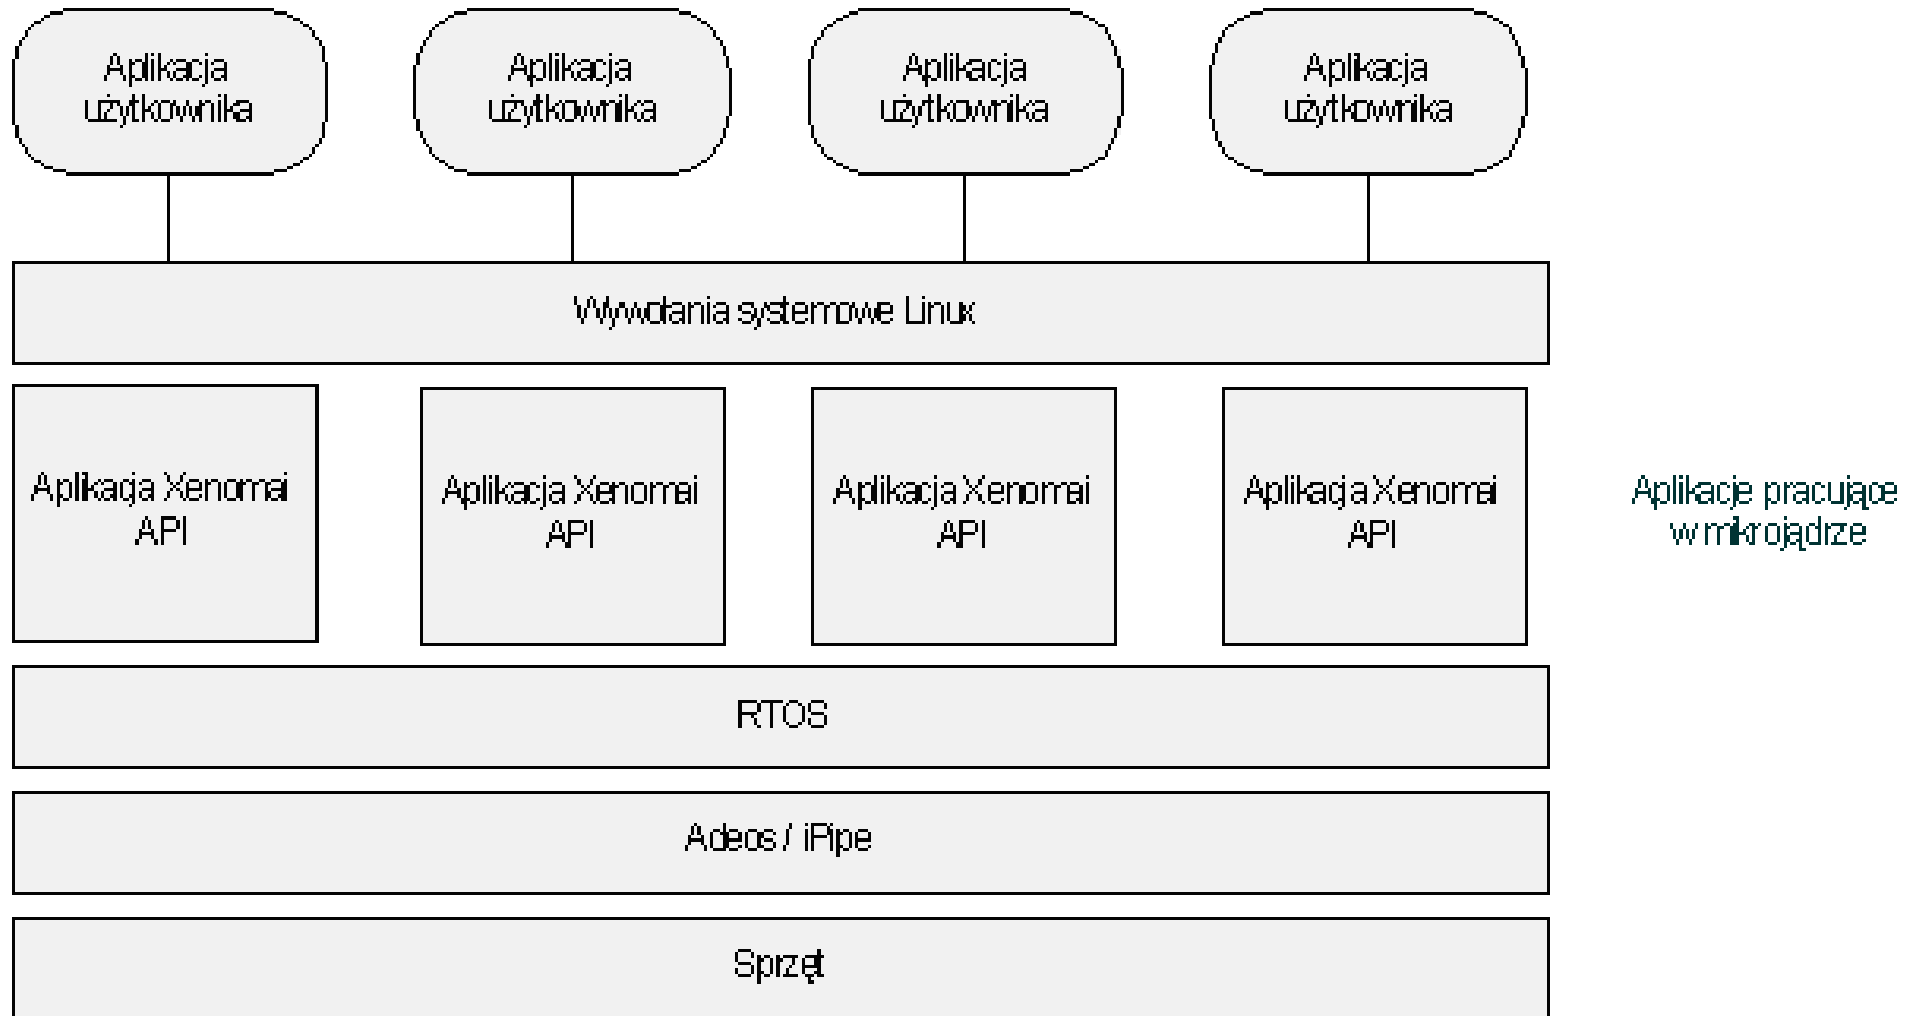 Aplikacja
użytkownika
Aplikacja
użytkownika
Aplikacja
użytkownika
Aplikacja
użytkownika
Wywołania systemowe Linux
Aplikacja Xenomai
API
Aplikacja Xenomai
API
Aplikacja Xenomai
API
Aplikacja Xenomai
API
Aplikacje pracujące
w mikrojądrze
RTOS
Adeos / iPipe
Sprzęt